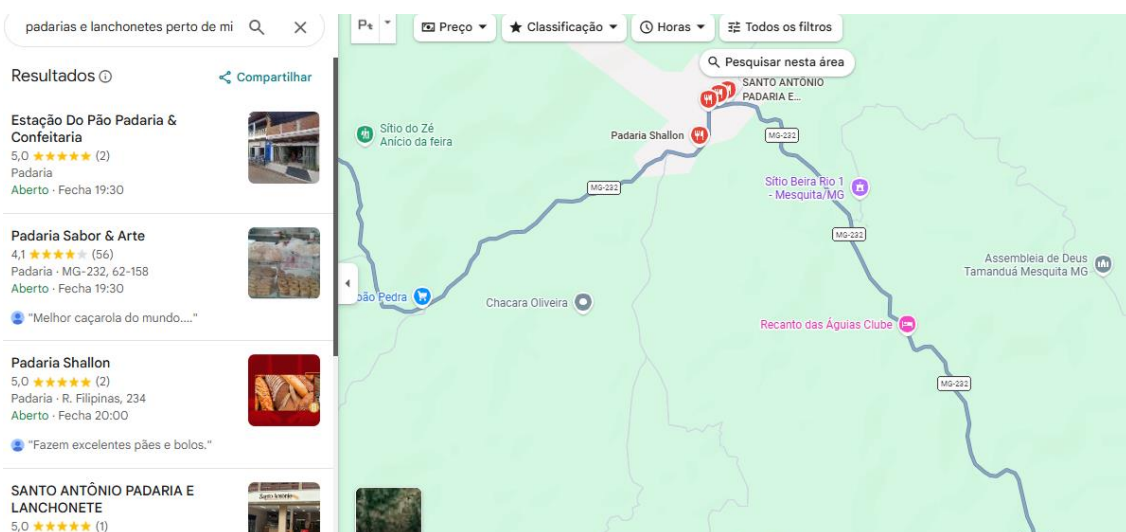 padarias e lanchonetes perto de mi
Resultados
Compartilhar
Estação Do Pão Padaria &
Confeitaria
5,0 ★★★★★ (2)
Padaria
Aberto · Fecha 19:30
Padaria Sabor & Arte
4,1 ★★★★★ (56)
Padaria · MG-232, 62-158
Aberto · Fecha 19:30
"Melhor caçarola do mundo...."
Padaria Shallon
5,0 ★★★★★ (2)
Padaria · R. Filipinas, 234
Aberto · Fecha 20:00
"Fazem excelentes pães e bolos."
SANTO ANTÔNIO PADARIA E
LANCHONETE
5,0 ★★★★★ (1)
Preço
Classificação
Horas
Todos os filtros
Pesquisar nesta área
SANTO ANTÔNIO
PADARIA E...
Padaria Shallon
MG-232
Sítio do Zé
Anício da feira
MG-232
Sítio Beira Rio 1
- Mesquita/MG
MG-232
Assembleia de Deus
Tamanduá Mesquita MG
João Pedra
Chacara Oliveira
Recanto das Águias Clube
MG-232